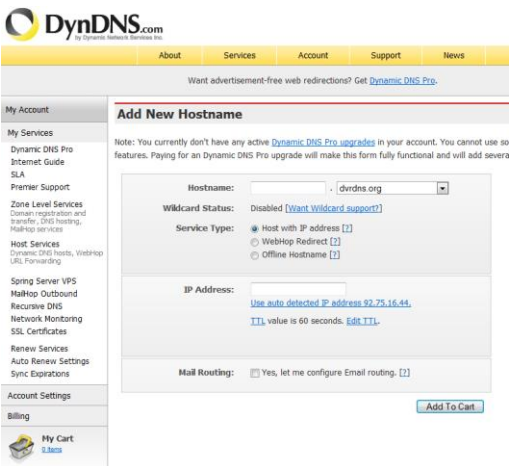 DynDNS.com
by Dynamic Network Services Inc.
About Services Account Support News
Want advertisement-free web redirections? Get Dynamic DNS Pro.
My Account
My Services
Dynamic DNS Pro
Internet Guide
SLA
Premier Support
Zone Level Services
Domain registration and
transfer, DNS hosting,
MailHop services
Host Services
Dynamic DNS hosts, WebHop
URL Forwarding
Spring Server VPS
MailHop Outbound
Recursive DNS
Network Monitoring
SSL Certificates
Renew Services
Auto Renew Settings
Sync Expirations
Account Settings
Billing
My Cart
0 items
Add New Hostname
Note: You currently don't have any active Dynamic DNS Pro upgrades in your account. You cannot use so
features. Paying for an Dynamic DNS Pro upgrade will make this form fully functional and will add severa
Hostname: . dvrdns.org
Wildcard Status: Disabled [Want Wildcard support?]
Service Type: Host with IP address [?]
WebHop Redirect [?]
Offline Hostname [?]
IP Address:
Use auto detected IP address 92.75.16.44.
TTL value is 60 seconds. Edit TTL.
Mail Routing: Yes, let me configure Email routing. [?]
Add To Cart